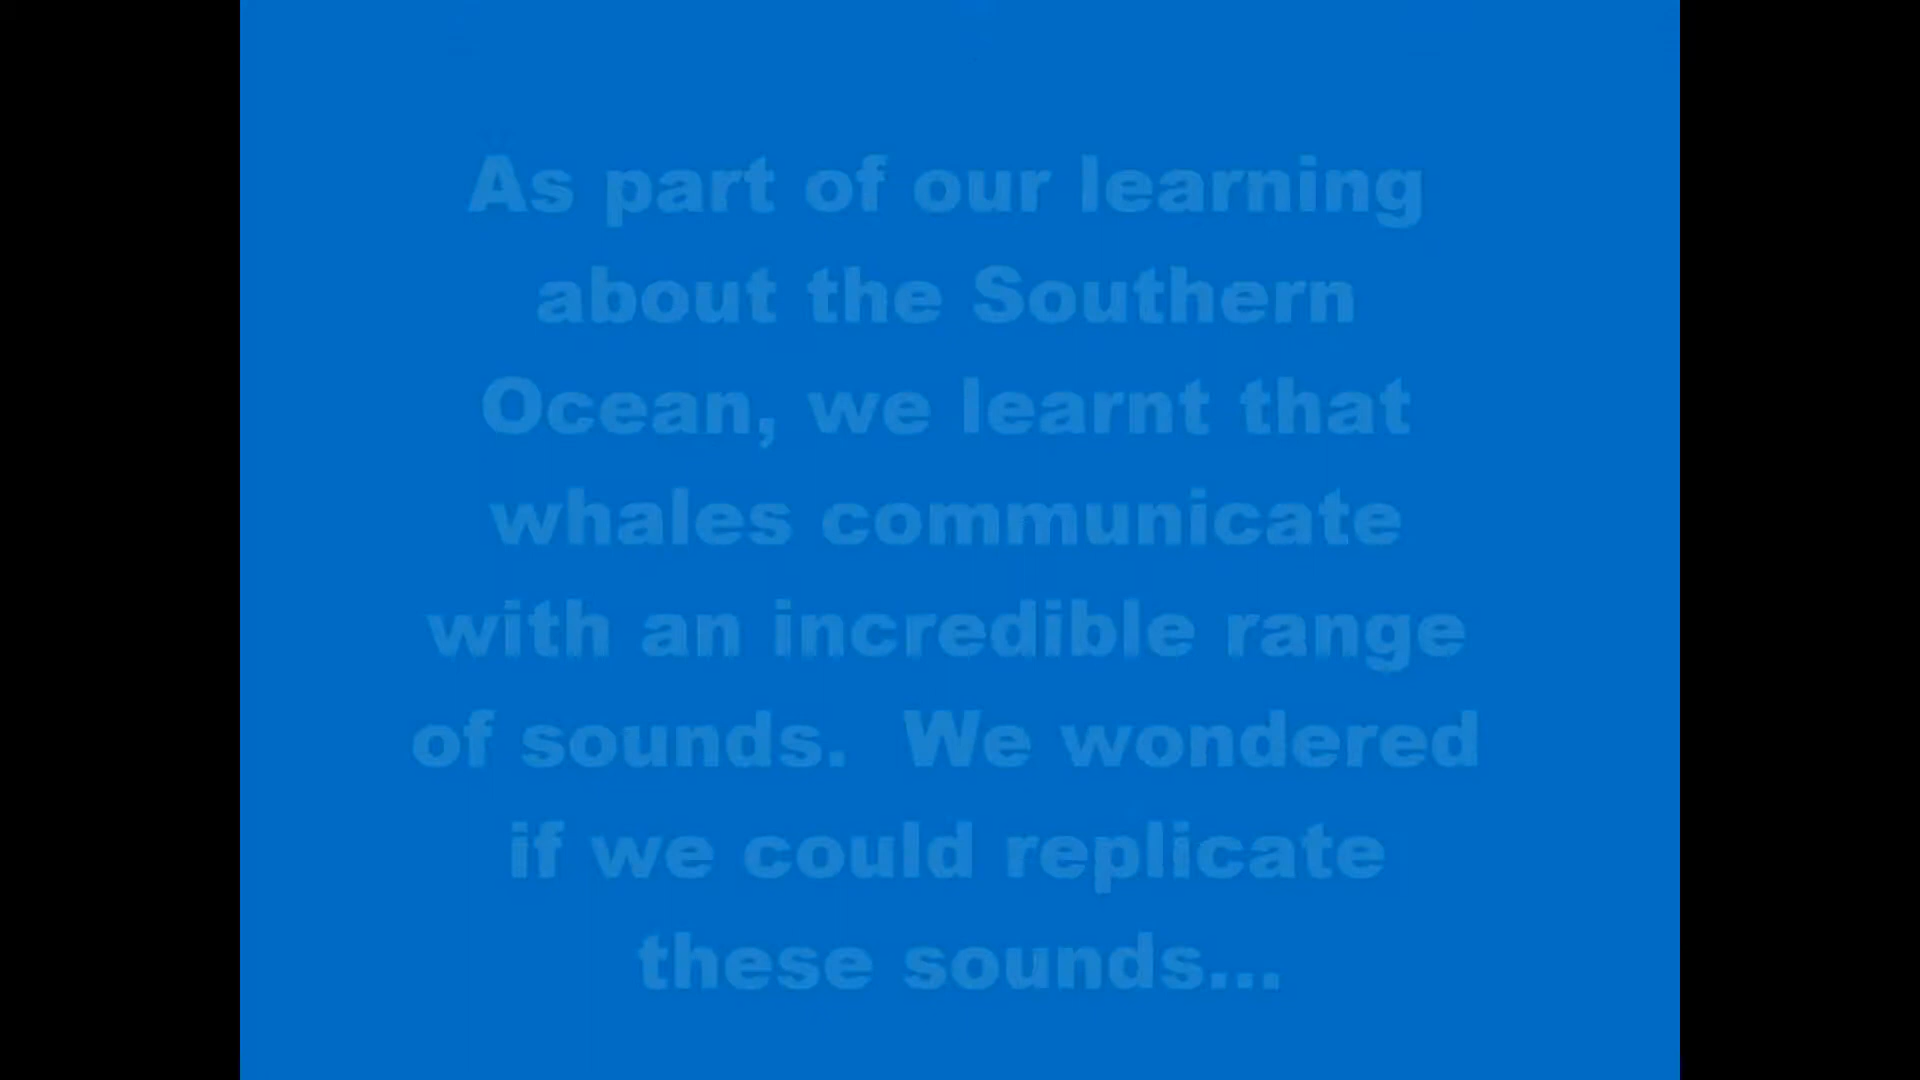 As part of our learning
about the Southern
Ocean, we learnt that
whales communicate
with an incredible range
of sounds.  We wondered
if we could replicate
these sounds...